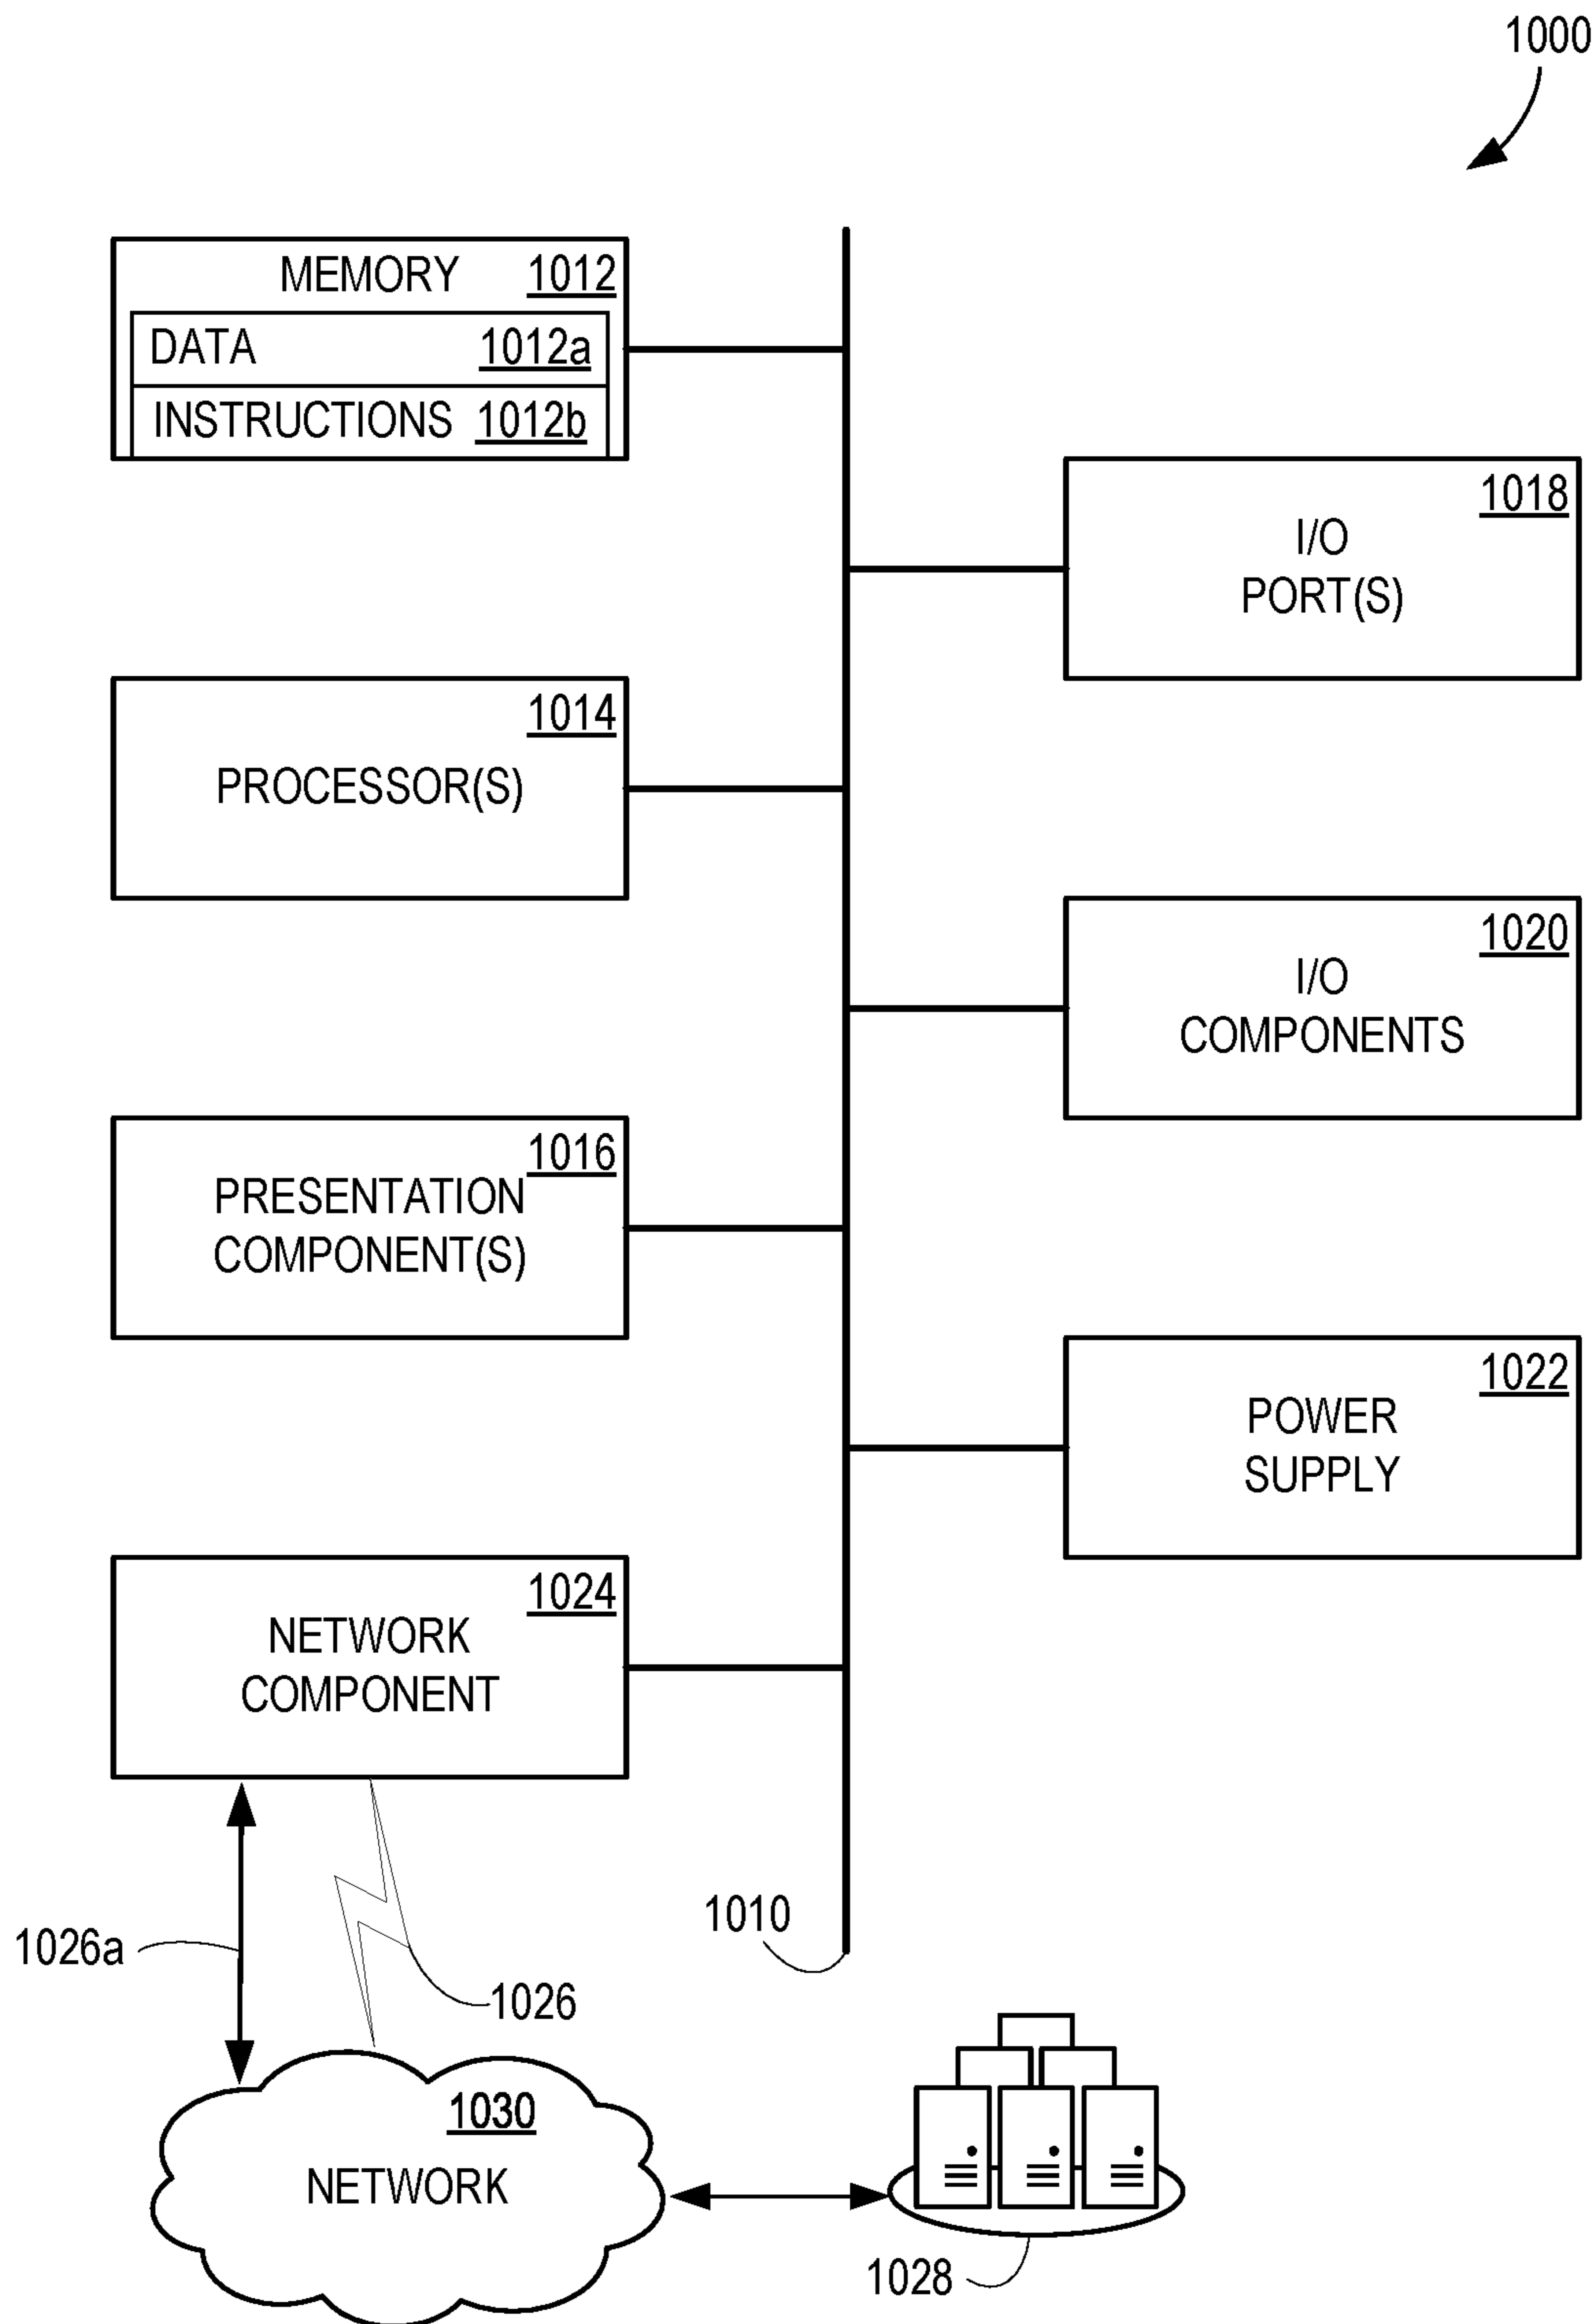 1000
MEMORY 1012
DATA 1012a
INSTRUCTIONS 1012b
1018
I/O
PORT(S)
1014
PROCESSOR(S)
1020
I/O
COMPONENTS
1016
PRESENTATION
COMPONENT(S)
1022
POWER
SUPPLY
1024
NETWORK
COMPONENT
1010
1026a
1026
1030
NETWORK
1028